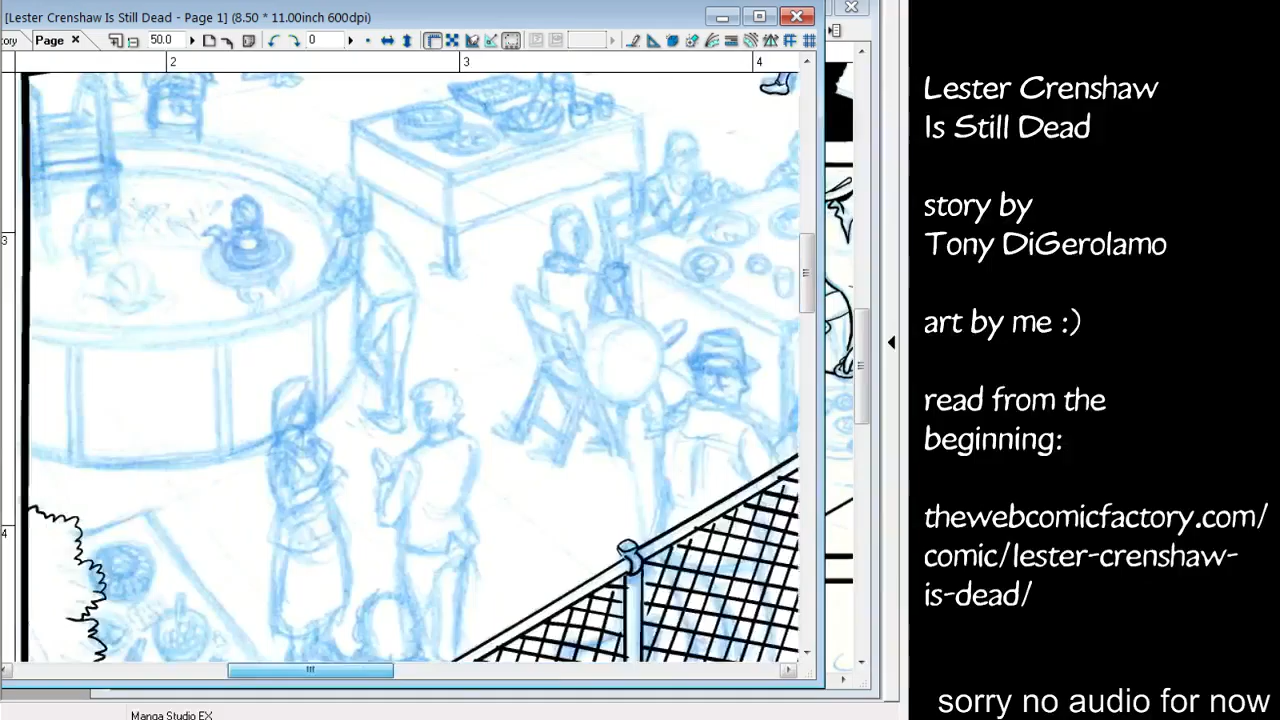 [Lester Crenshaw Is Still Dead - Page 1] (8.50 * 11.00inch 600dpi)
ory Page 50.0 0
2 3 4
3
4
Manga Studio EX
Lester Crenshaw
Is Still Dead
story by
Tony DiGerolamo
art by me :)
read from the
beginning:
thewebcomicfactory.com/
comic/lester-crenshaw-
is-dead/
sorry no audio for now